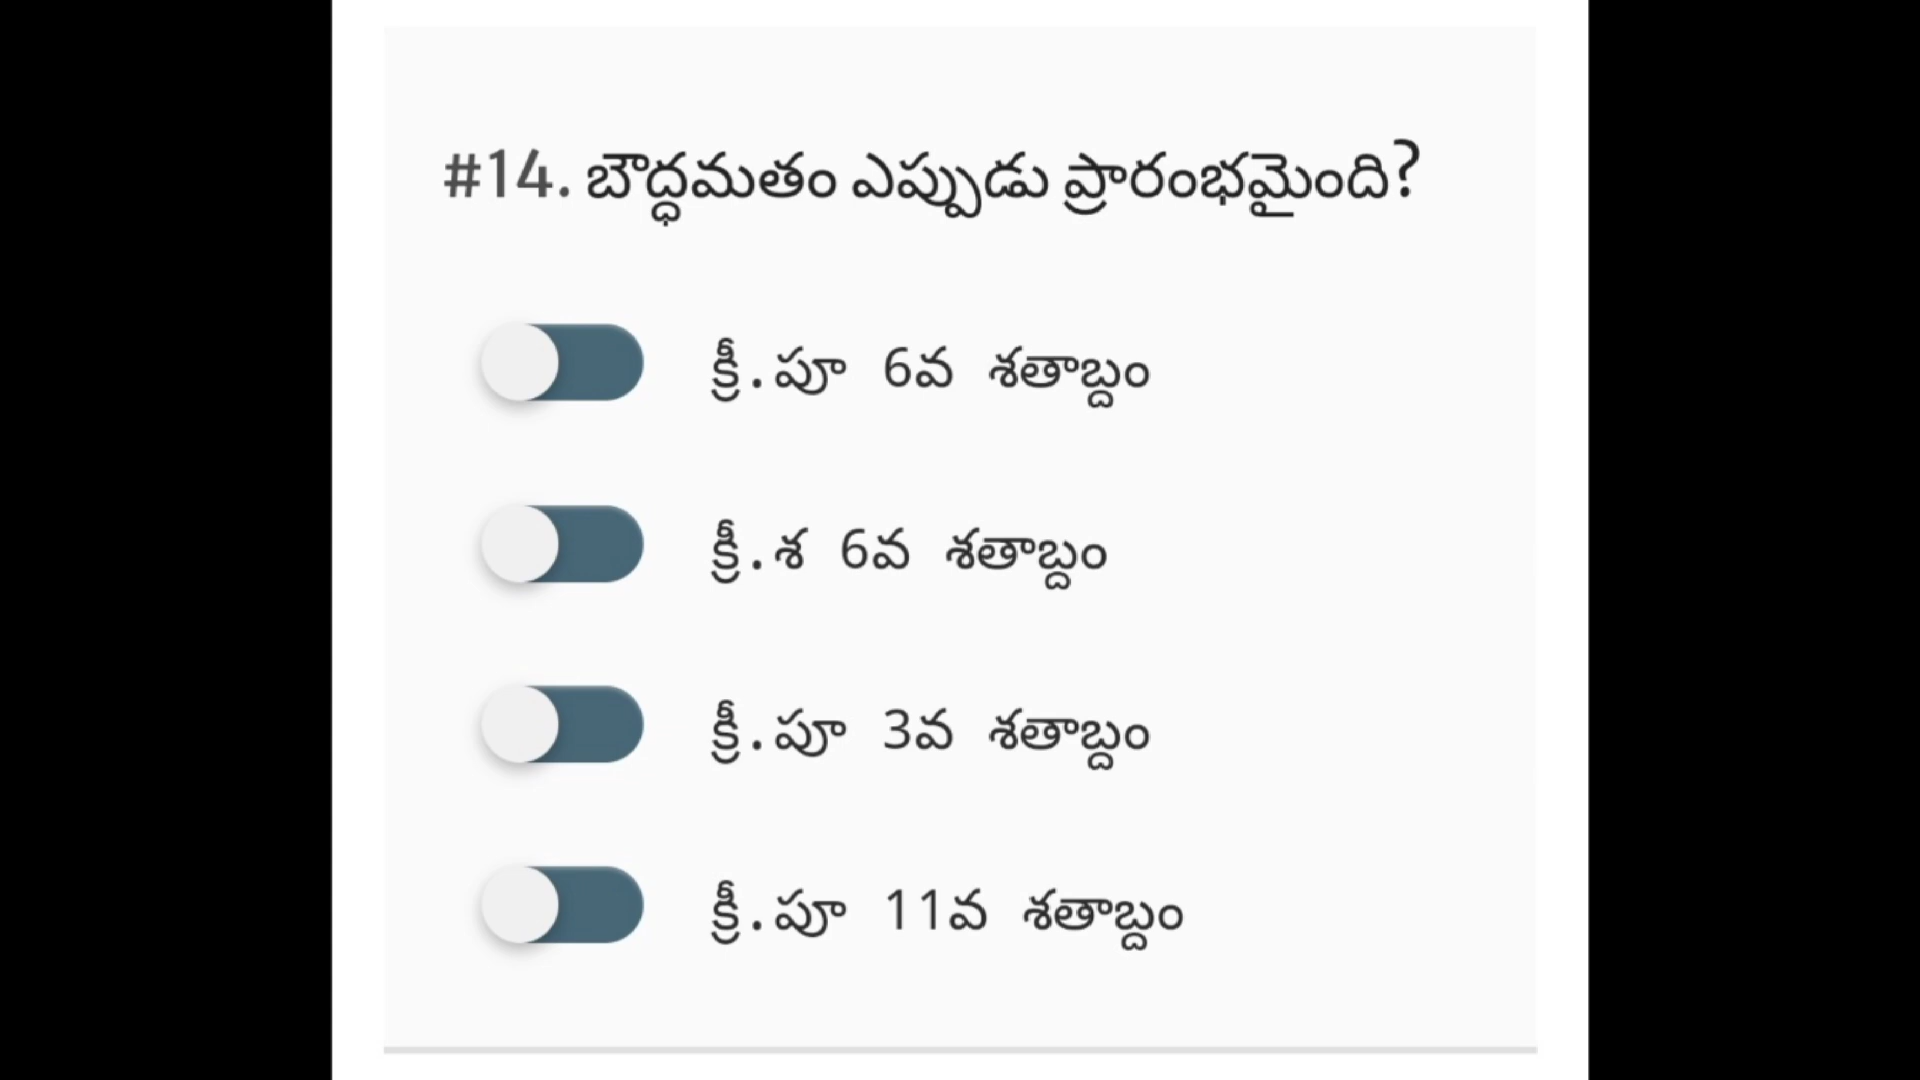 #14. బౌద్ధమతం ఎప్పుడు ప్రారంభమైంది?
క్రీ.పూ 6వ శతాబ్దం
క్రీ.శ 6వ శతాబ్దం
క్రీ.పూ 3వ శతాబ్దం
క్రీ.పూ 11వ శతాబ్దం